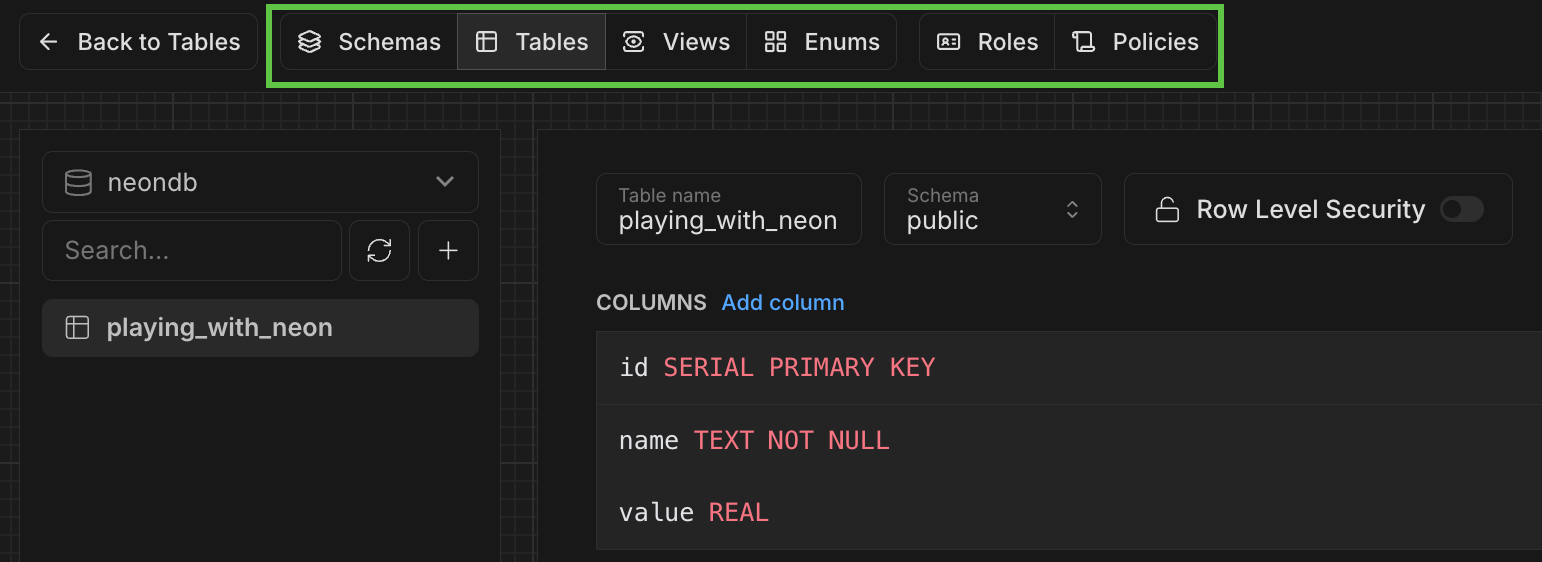 Back to Tables Schemas Tables Views Enums Roles Policies
neondb
Search...
playing_with_neon
Table name
playing_with_neon
Schema
public
Row Level Security
COLUMNS Add column
id SERIAL PRIMARY KEY
name TEXT NOT NULL
value REAL